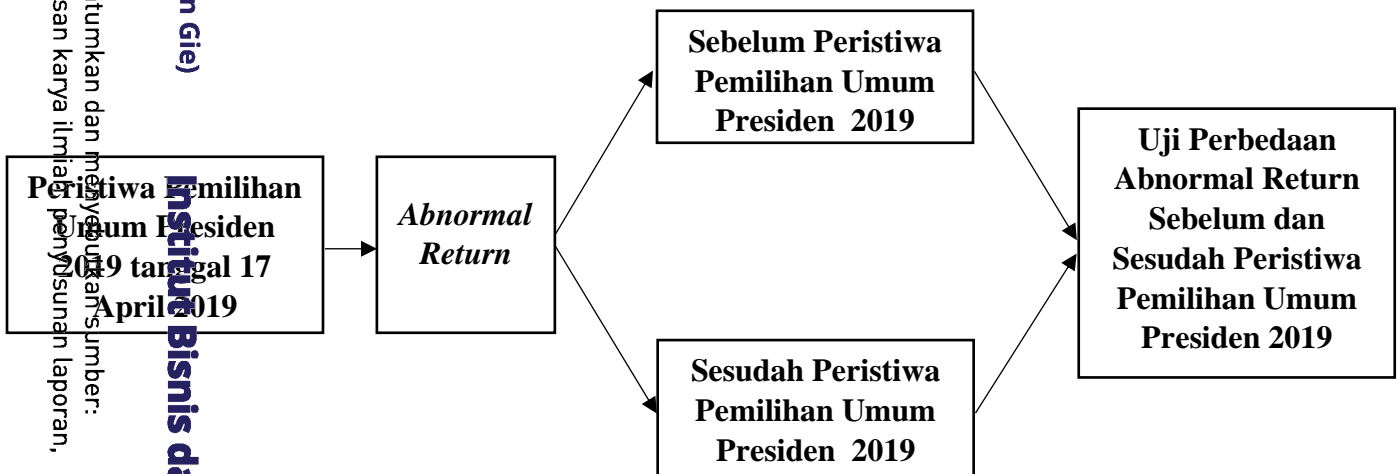 n Gie)
tumkan dan menyebutkan sumber:
san karya ilmiah, penyusunan laporan,
Institut Bisnis da
Peristiwa Pemilihan
Umum Presiden
2019 tanggal 17
April 2019
Abnormal
Return
Sebelum Peristiwa
Pemilihan Umum
Presiden 2019
Sesudah Peristiwa
Pemilihan Umum
Presiden 2019
Uji Perbedaan
Abnormal Return
Sebelum dan
Sesudah Peristiwa
Pemilihan Umum
Presiden 2019